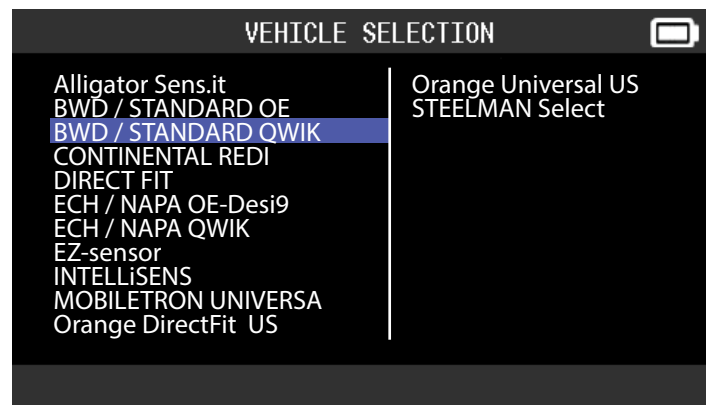 VEHICLE SELECTION
Alligator Sens.it
BWD / STANDARD OE
BWD / STANDARD QWIK
CONTINENTAL REDI
DIRECT FIT
ECH / NAPA OE-Desi9
ECH / NAPA QWIK
EZ-sensor
INTELLiSENS
MOBILETRON UNIVERSA
Orange DirectFit  US
Orange Universal US
STEELMAN Select